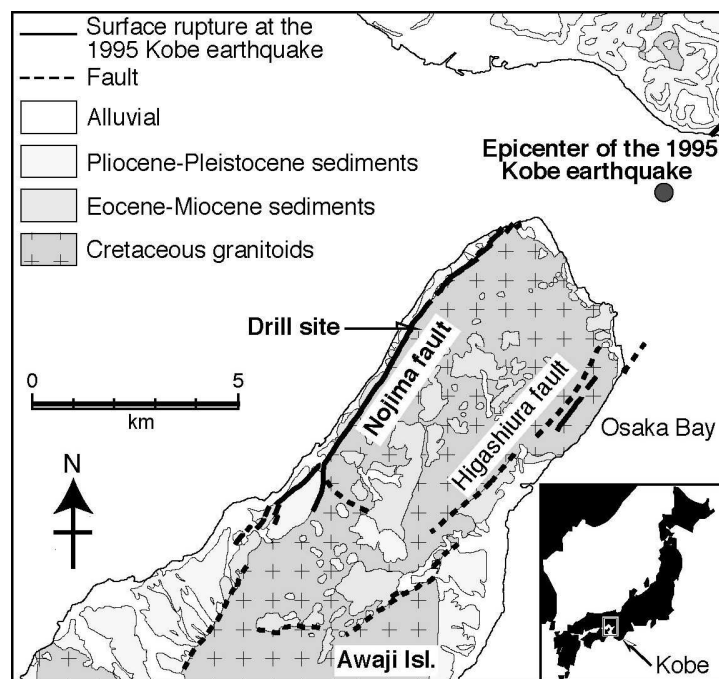 Surface rupture at the
1995 Kobe earthquake
Fault
Alluvial
Pliocene-Pleistocene sediments
Eocene-Miocene sediments
Cretaceous granitoids
Epicenter of the 1995
Kobe earthquake
Drill site
Nojima fault
Higashiura fault
0 5
km
Osaka Bay
N
Awaji Isl.
Kobe